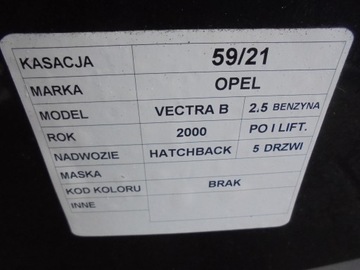 KASACJA 59/21
MARKA OPEL
MODEL VECTRA B 2.5 BENZYNA
ROK 2000 PO I LIFT.
NADWOZIE HATCHBACK 5 DRZWI
MASKA
KOD KOLORU BRAK
INNE